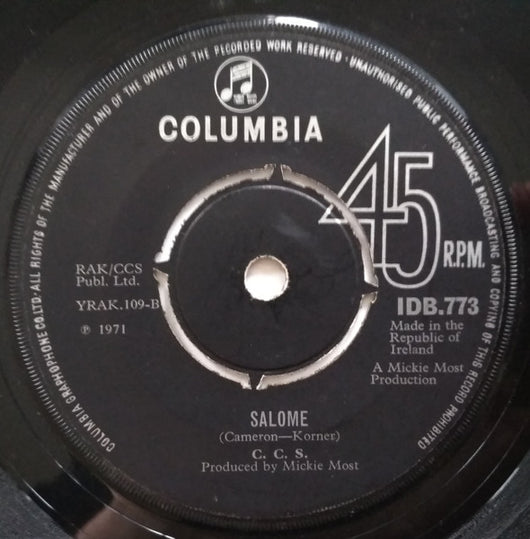 COLUMBIA GRAPHOPHONE CO. LTD·ALL RIGHTS OF THE MANUFACTURER AND OF THE OWNER OF THE RECORDED WORK RESERVED·UNAUTHORISED PUBLIC PERFORMANCE BROADCASTING AND COPYING OF THIS RECORD PROHIBITED
COLUMBIA
45
R.P.M.
RAK/CCS
Publ. Ltd.
YRAK.109-B
℗ 1971
IDB.773
Made in the
Republic of
Ireland
A Mickie Most
Production
SALOME
(Cameron—Korner)
C. C. S.
Produced by Mickie Most